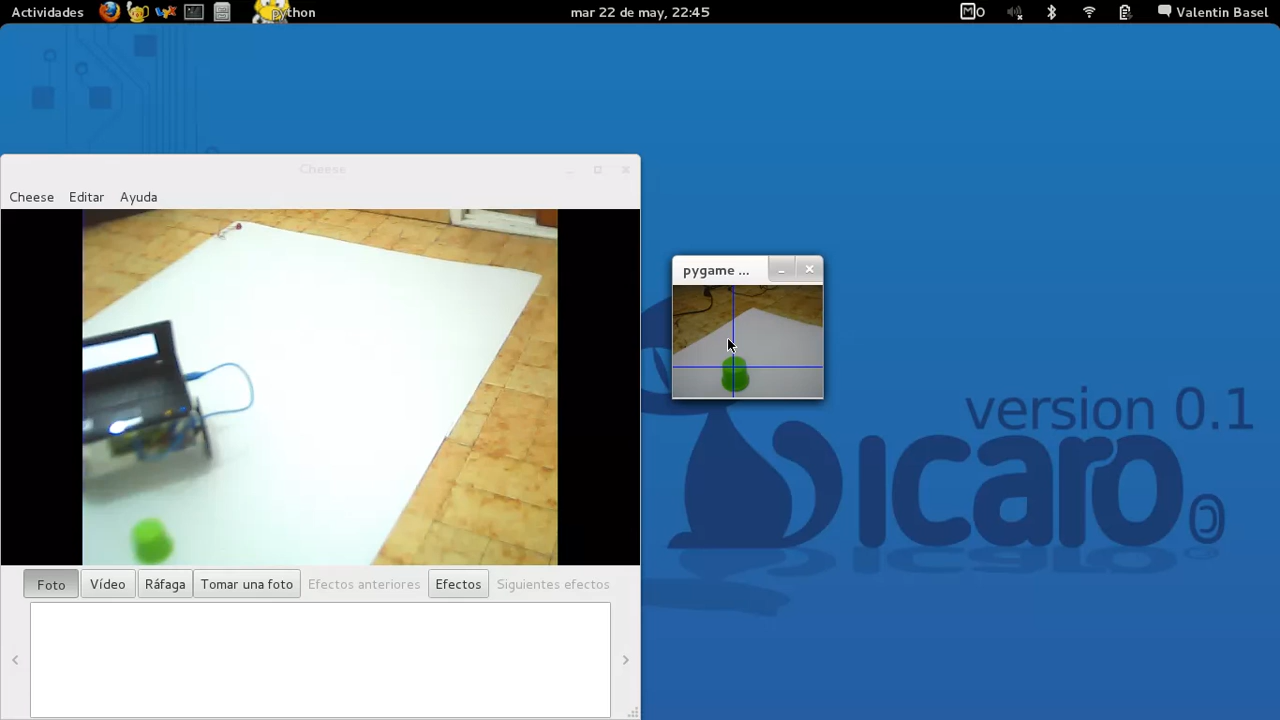 Actividades
python
mar 22 de may, 22:45
Valentin Basel
Cheese
Cheese Editar Ayuda
pygame ...
version 0.1
icaro
Foto Vídeo Ráfaga Tomar una foto Efectos anteriores Efectos Siguientes efectos